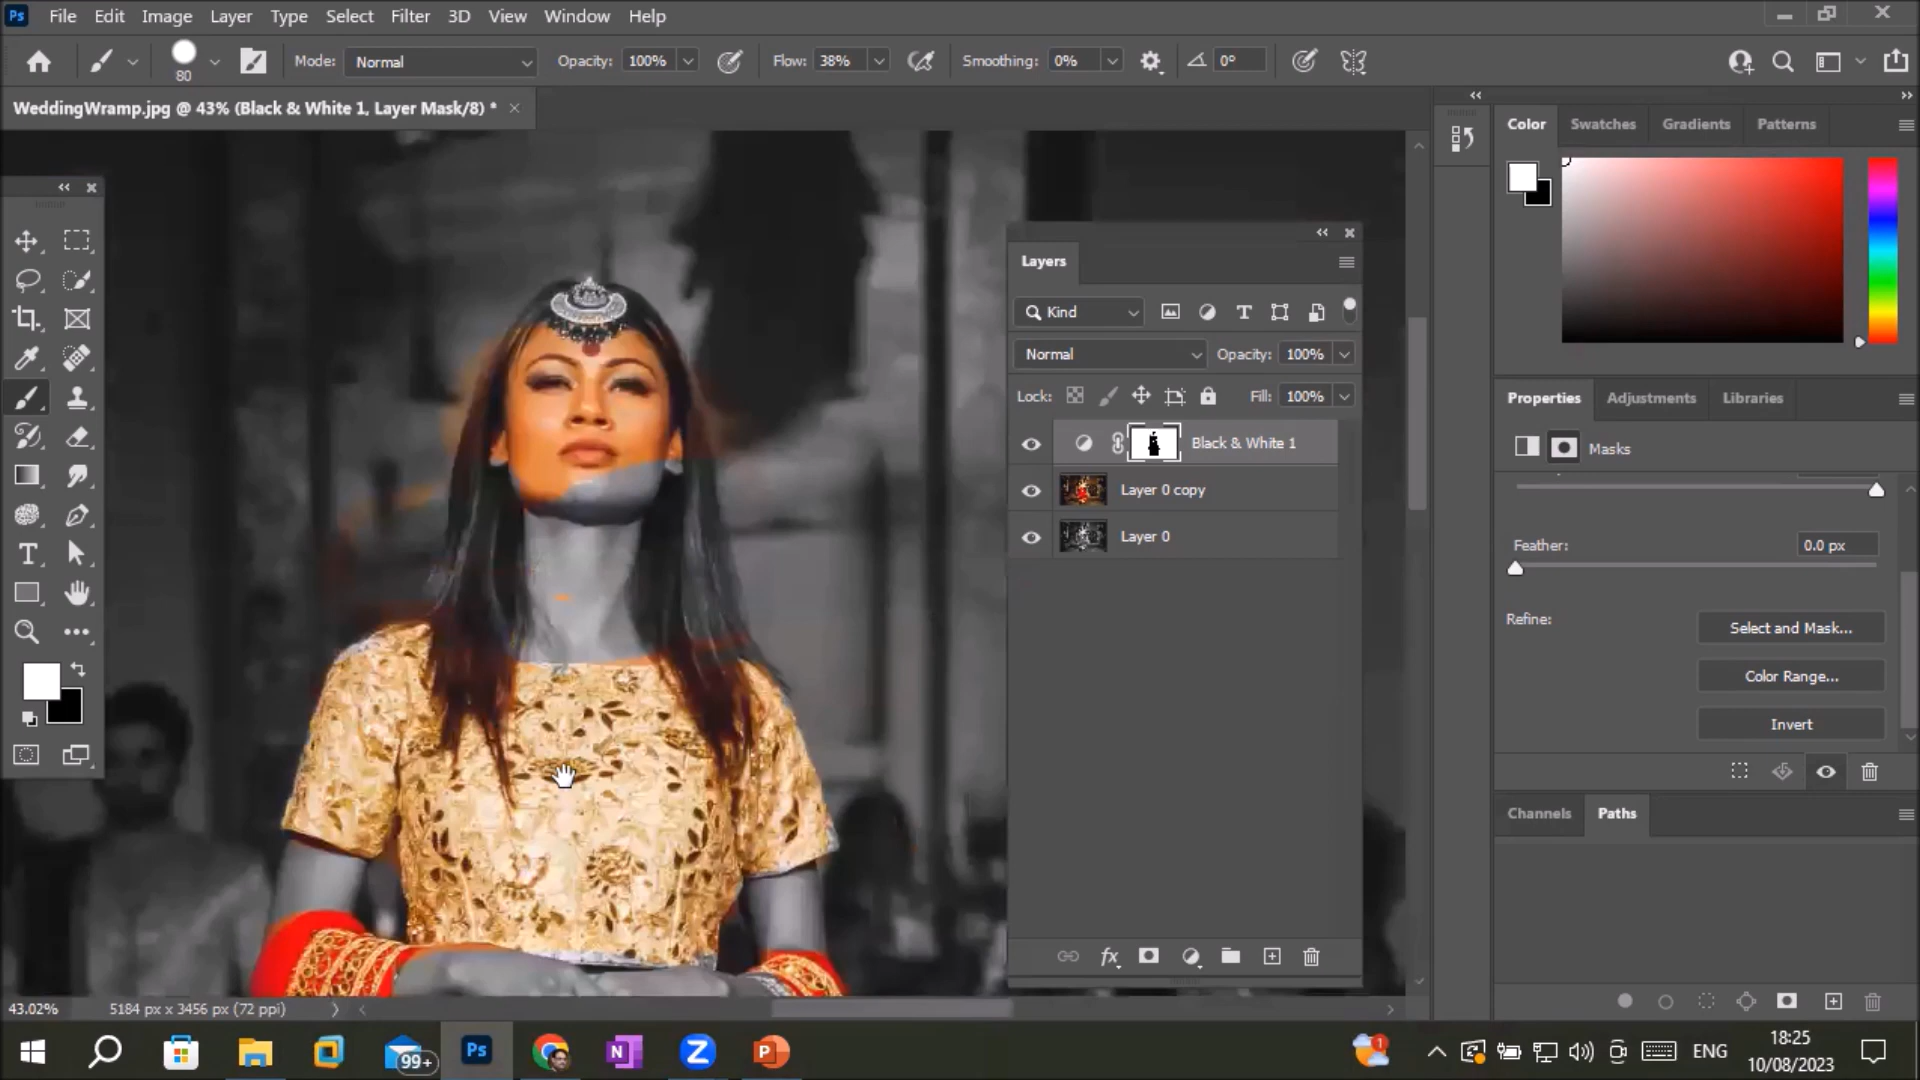 Ps File Edit Image Layer Type Select Filter 3D View Window Help
80 Mode: Normal Opacity: 100% Flow: 38% Smoothing: 0% 0°
WeddingWramp.jpg @ 43% (Black & White 1, Layer Mask/8) *
Color Swatches Gradients Patterns
Layers
Kind
Normal Opacity: 100%
Lock: Fill: 100%
Black & White 1
Layer 0 copy
Layer 0
fx
Properties Adjustments Libraries
Masks
Feather: 0.0 px
Refine: Select and Mask...
Color Range...
Invert
Channels Paths
43.02% 5184 px x 3456 px (72 ppi)
99+ Ps N Z P 1 ENG 18:25
10/08/2023